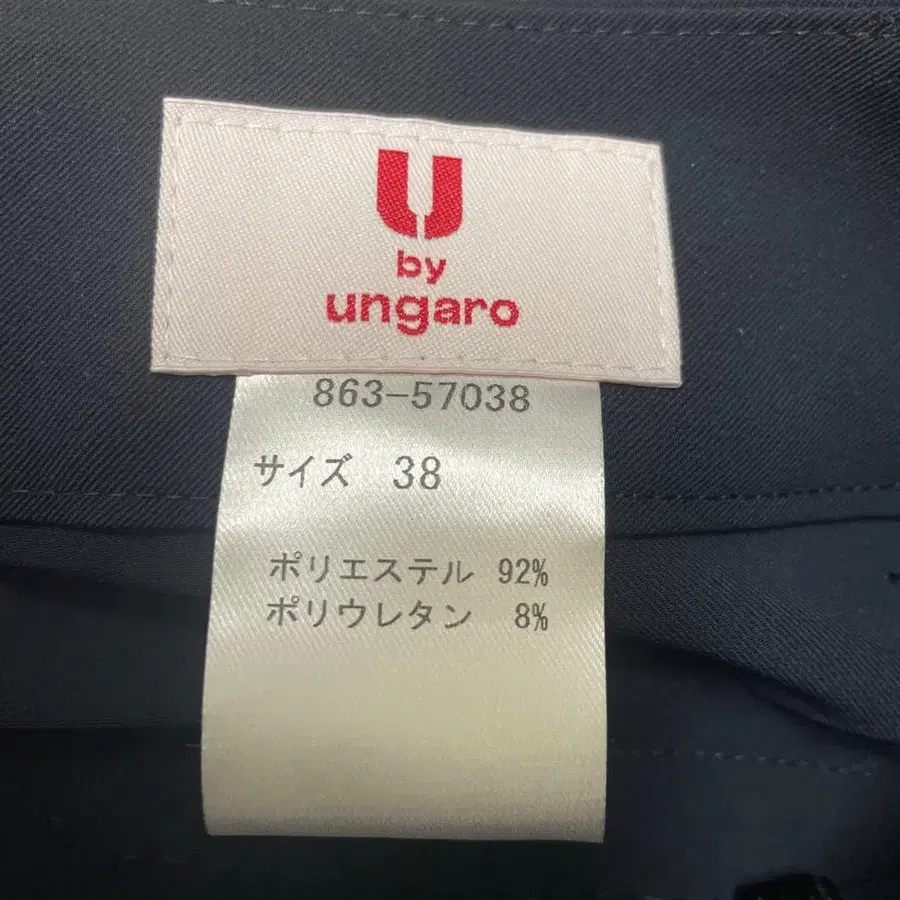 U
by
ungaro
863-57038
サイズ 38
ポリエステル 92%
ポリウレタン 8%